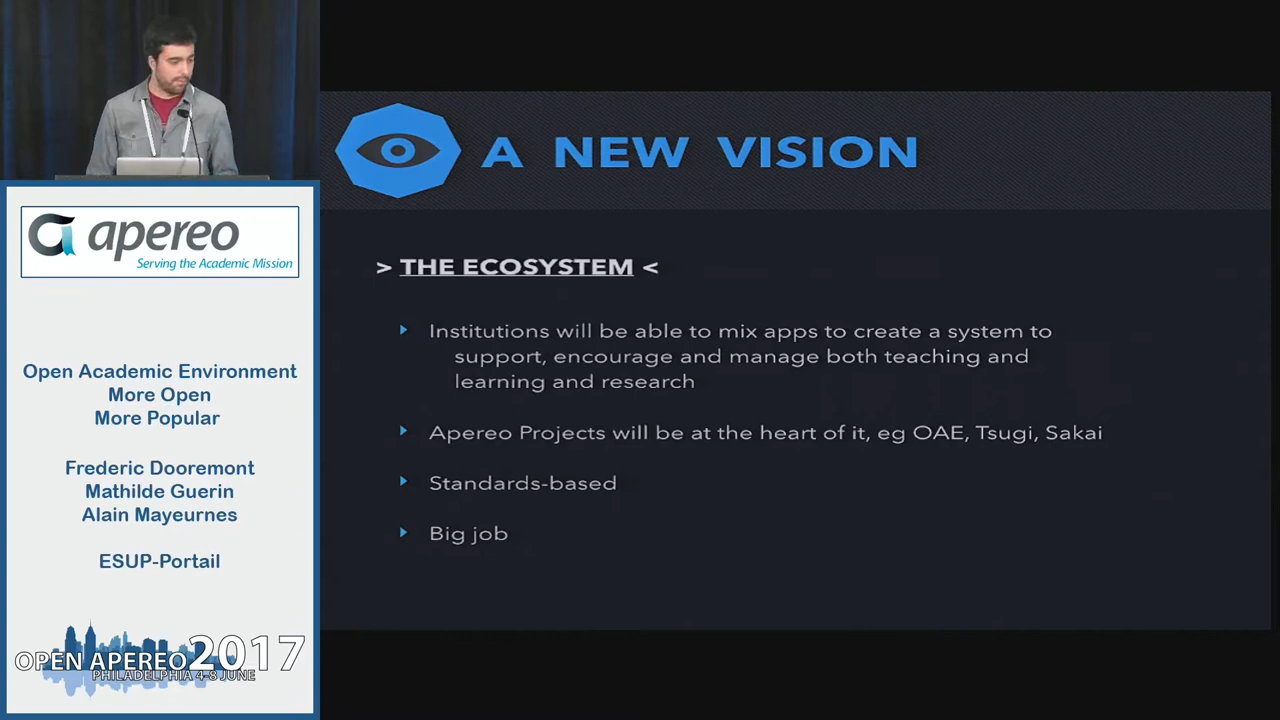 apereo
Serving the Academic Mission
Open Academic Environment
More Open
More Popular
Frederic Dooremont
Mathilde Guerin
Alain Mayeurnes
ESUP-Portail
OPEN APEREO 2017
PHILADELPHIA 4-8 JUNE
A NEW VISION
> THE ECOSYSTEM <
Institutions will be able to mix apps to create a system to
support, encourage and manage both teaching and
learning and research
Apereo Projects will be at the heart of it, eg OAE, Tsugi, Sakai
Standards-based
Big job